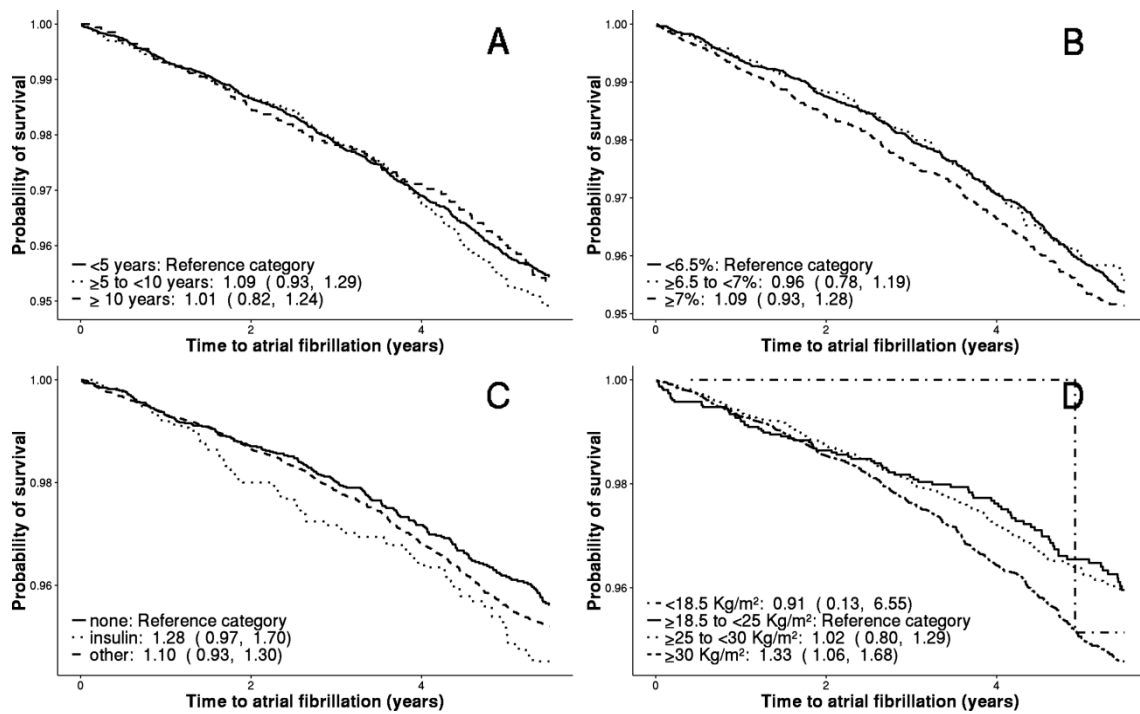 A
Probability of survival
1.00
0.99
0.98
0.97
0.96
0.95
<5 years: Reference category
≥5 to <10 years: 1.09 ( 0.93, 1.29)
≥ 10 years: 1.01 ( 0.82, 1.24)
0 2 4
Time to atrial fibrillation (years)
B
Probability of survival
1.00
0.99
0.98
0.97
0.96
0.95
<6.5%: Reference category
≥6.5 to <7%: 0.96 ( 0.78, 1.19)
≥7%: 1.09 ( 0.93, 1.28)
0 2 4
Time to atrial fibrillation (years)
C
Probability of survival
1.00
0.98
0.96
none: Reference category
insulin: 1.28 ( 0.97, 1.70)
other: 1.10 ( 0.93, 1.30)
0 2 4
Time to atrial fibrillation (years)
D
Probability of survival
1.00
0.98
0.96
<18.5 Kg/m²: 0.91 ( 0.13, 6.55)
≥18.5 to <25 Kg/m²: Reference category
≥25 to <30 Kg/m²: 1.02 ( 0.80, 1.29)
≥30 Kg/m²: 1.33 ( 1.06, 1.68)
0 2 4
Time to atrial fibrillation (years)